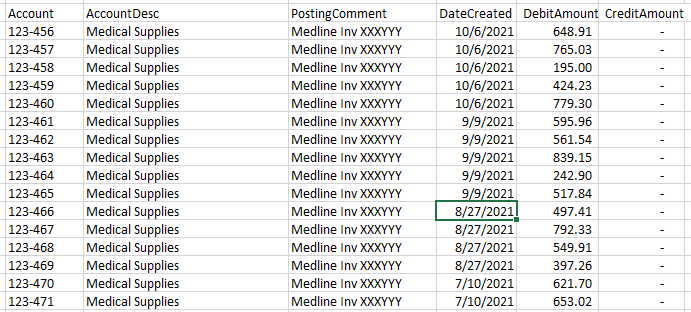 Account AccountDesc PostingComment DateCreated DebitAmount CreditAmount
123-456 Medical Supplies Medline Inv XXXYYY 10/6/2021 648.91 -
123-457 Medical Supplies Medline Inv XXXYYY 10/6/2021 765.03 -
123-458 Medical Supplies Medline Inv XXXYYY 10/6/2021 195.00 -
123-459 Medical Supplies Medline Inv XXXYYY 10/6/2021 424.23 -
123-460 Medical Supplies Medline Inv XXXYYY 10/6/2021 779.30 -
123-461 Medical Supplies Medline Inv XXXYYY 9/9/2021 595.96 -
123-462 Medical Supplies Medline Inv XXXYYY 9/9/2021 561.54 -
123-463 Medical Supplies Medline Inv XXXYYY 9/9/2021 839.15 -
123-464 Medical Supplies Medline Inv XXXYYY 9/9/2021 242.90 -
123-465 Medical Supplies Medline Inv XXXYYY 9/9/2021 517.84 -
123-466 Medical Supplies Medline Inv XXXYYY 8/27/2021 497.41 -
123-467 Medical Supplies Medline Inv XXXYYY 8/27/2021 792.33 -
123-468 Medical Supplies Medline Inv XXXYYY 8/27/2021 549.91 -
123-469 Medical Supplies Medline Inv XXXYYY 8/27/2021 397.26 -
123-470 Medical Supplies Medline Inv XXXYYY 7/10/2021 621.70 -
123-471 Medical Supplies Medline Inv XXXYYY 7/10/2021 653.02 -